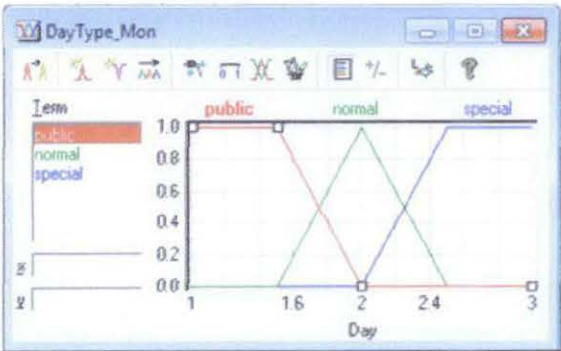 DayType_Mon
Term
public normal special
public
normal
special
1.0
0.8
0.6
0.4
0.2
0.0
1 1.6 2 2.4 3
Day